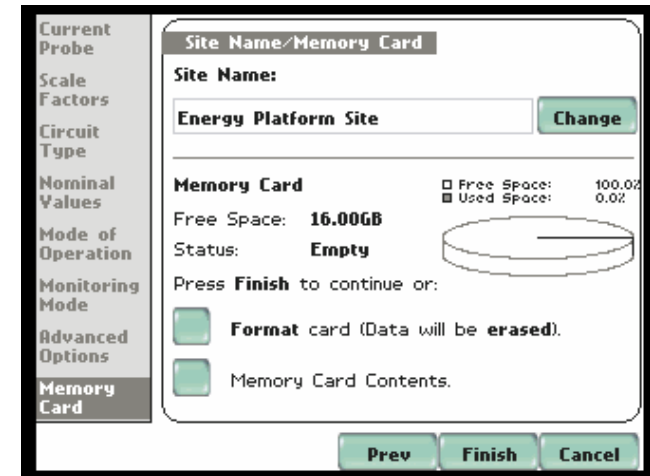 Current
Probe
Scale
Factors
Circuit
Type
Nominal
Values
Mode of
Operation
Monitoring
Mode
Advanced
Options
Memory
Card
Site Name/Memory Card
Site Name:
Energy Platform Site
Change
Memory Card
Free Space: 100.0%
Used Space: 0.0%
Free Space: 16.00GB
Status: Empty
Press Finish to continue or:
Format card (Data will be erased).
Memory Card Contents.
Prev Finish Cancel